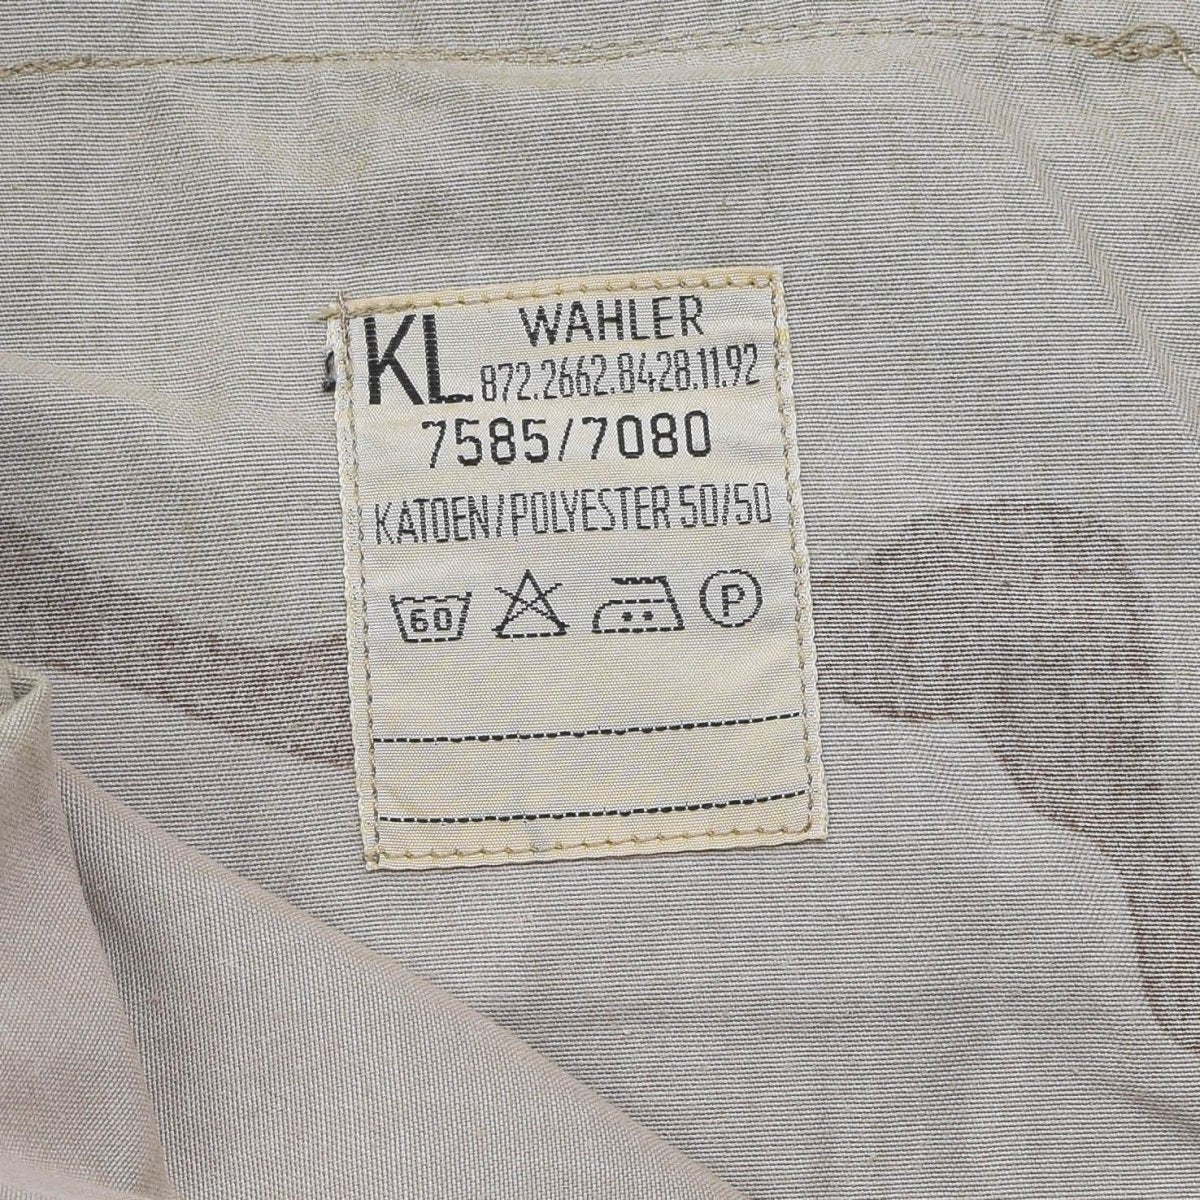 KL WAHLER
872.2662.8428.11.92
7585/7080
KATOEN/POLYESTER 50/50
60 P